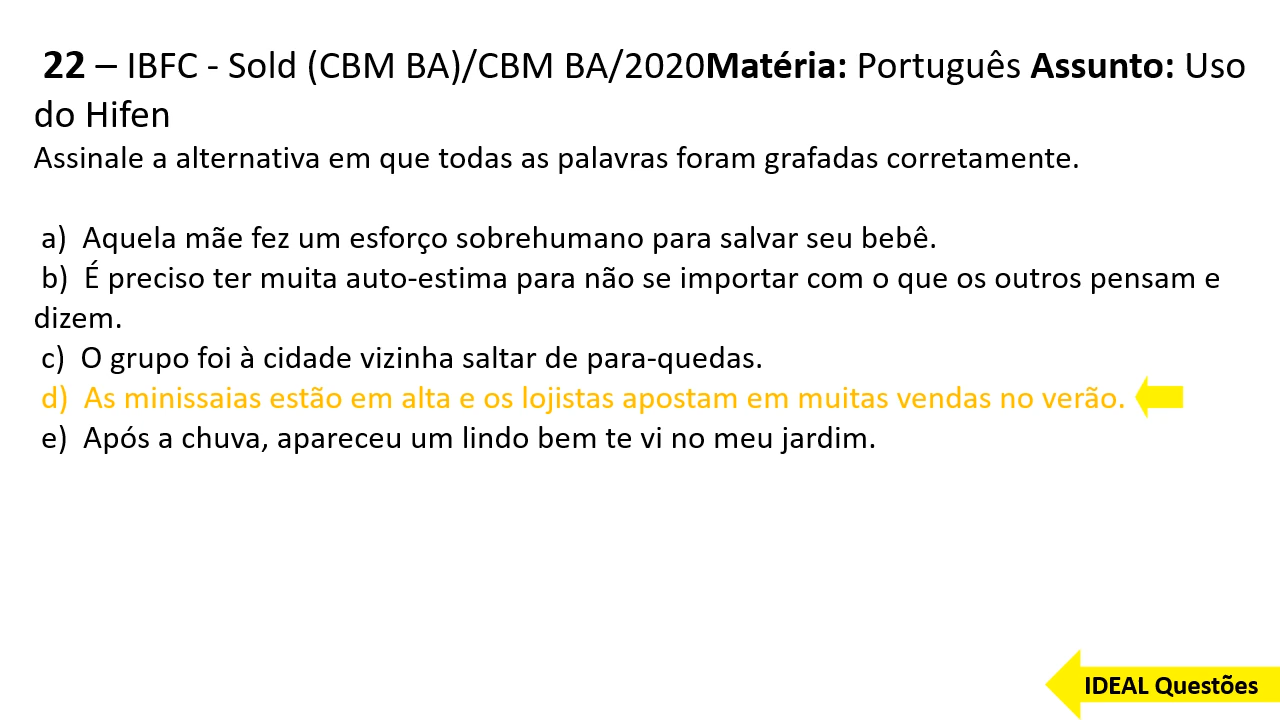 22 – IBFC - Sold (CBM BA)/CBM BA/2020Matéria: Português Assunto: Uso
do Hifen
Assinale a alternativa em que todas as palavras foram grafadas corretamente.
a) Aquela mãe fez um esforço sobrehumano para salvar seu bebê.
b) É preciso ter muita auto-estima para não se importar com o que os outros pensam e
dizem.
c) O grupo foi à cidade vizinha saltar de para-quedas.
d) As minissaias estão em alta e os lojistas apostam em muitas vendas no verão.
e) Após a chuva, apareceu um lindo bem te vi no meu jardim.
IDEAL Questões